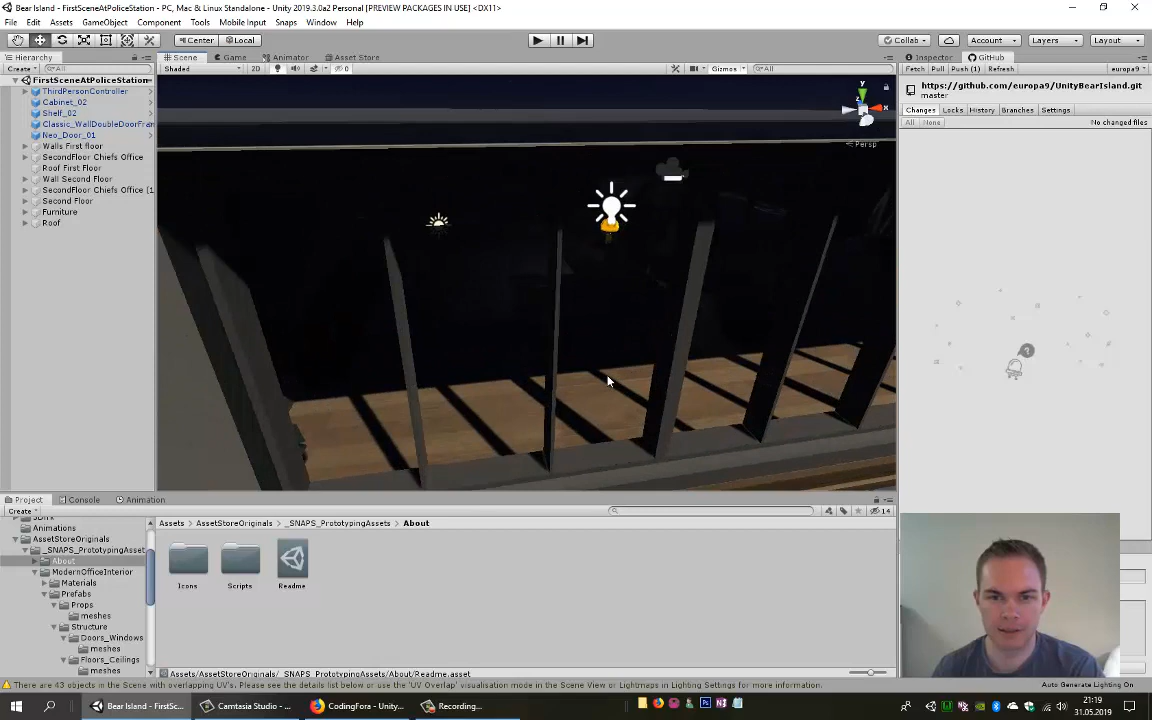 Bear Island - FirstSceneAtPoliceStation - PC, Mac & Linux Standalone - Unity 2019.3.0a2 Personal [PREVIEW PACKAGES IN USE] <DX11>
File Edit Assets GameObject Component Tools Mobile Input Snaps Window Help
Center Local Collab Account Layers Layout
Hierarchy Scene Game Animator Asset Store Inspector GitHub
Create All Shaded 2D 0 Gizmos All Fetch Pull Push (1) Refresh europa9
FirstSceneAtPoliceStation
ThirdPersonController
Cabinet_02
Shelf_02
Classic_WallDoubleDoorFran
Neo_Door_01
Walls First floor
SecondFloor Chiefs Office
Roof First Floor
Wall Second Floor
SecondFloor Chiefs Office (1
Second Floor
Furniture
Roof
y
x
z
Persp
https://github.com/europa9/UnityBearIsland.git
master
Changes Locks History Branches Settings
All None No changed files
Project Console Animation
Create 14
Animations
AssetStoreOriginals
_SNAPS_PrototypingAsset
About
ModernOfficeInterior
Materials
Prefabs
Props
meshes
Structure
Doors_Windows
meshes
Floors_Ceilings
meshes
Assets AssetStoreOriginals _SNAPS_PrototypingAssets About
Icons Scripts Readme
Assets/AssetStoreOriginals/_SNAPS_PrototypingAssets/About/Readme.asset
There are 43 objects in the Scene with overlapping UV's. Please see the details list below or use the 'UV Overlap' visualisation mode in the Scene View or Lightmaps in Lighting Settings for more information.
Auto Generate Lighting On
Bear Island - FirstSc... Camtasia Studio - ... CodingFora - Unity... Recording...
21:19
31.05.2019